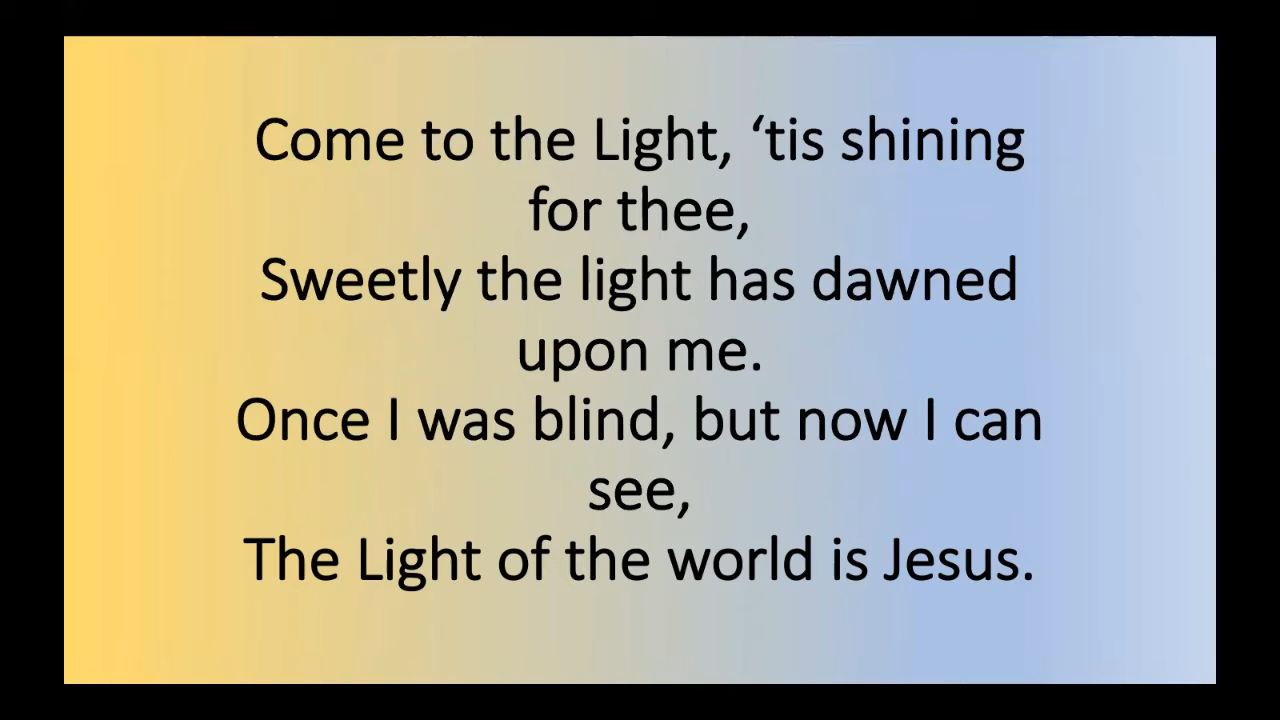 Come to the Light, ‘tis shining
for thee,
Sweetly the light has dawned
upon me.
Once I was blind, but now I can
see,
The Light of the world is Jesus.